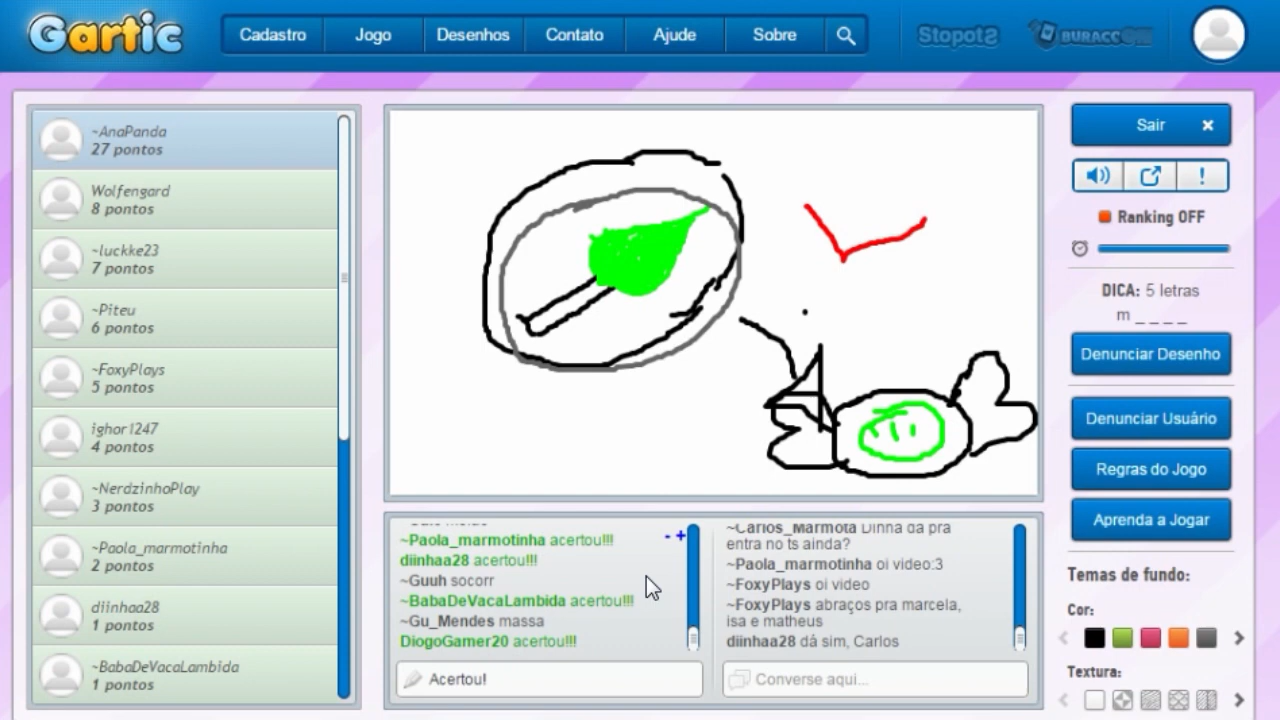 Gartic
Cadastro Jogo Desenhos Contato Ajude Sobre
StopotS BURACCOON
~AnaPanda
27 pontos
Wolfengard
8 pontos
~luckke23
7 pontos
~Piteu
6 pontos
~FoxyPlays
5 pontos
ighor1247
4 pontos
~NerdzinhoPlay
3 pontos
~Paola_marmotinha
2 pontos
diinhaa28
1 pontos
~BabaDeVacaLambida
1 pontos
~Paola_marmotinha acertou!!!
diinhaa28 acertou!!!
~Guuh socorr
~BabaDeVacaLambida acertou!!!
~Gu_Mendes massa
DiogoGamer20 acertou!!!
- +
Acertou!
~Carlos_Marmota Dinha da pra
entra no ts ainda?
~Paola_marmotinha oi video:3
~FoxyPlays oi video
~FoxyPlays abraços pra marcela,
isa e matheus
diinhaa28 dá sim, Carlos
Converse aqui...
Sair ×
!
Ranking OFF
DICA: 5 letras
m _ _ _ _
Denunciar Desenho
Denunciar Usuário
Regras do Jogo
Aprenda a Jogar
Temas de fundo:
Cor:
Textura: